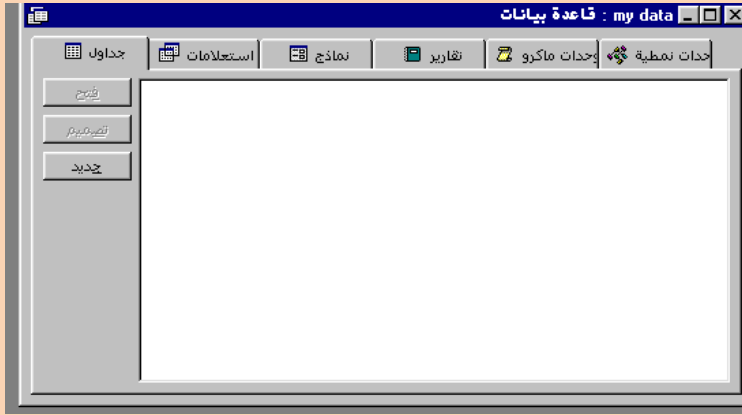 my data : قاعدة بيانات
جداول استعلامات نماذج تقارير وحدات ماكرو حدات نمطية
فتح
تصميم
جديد